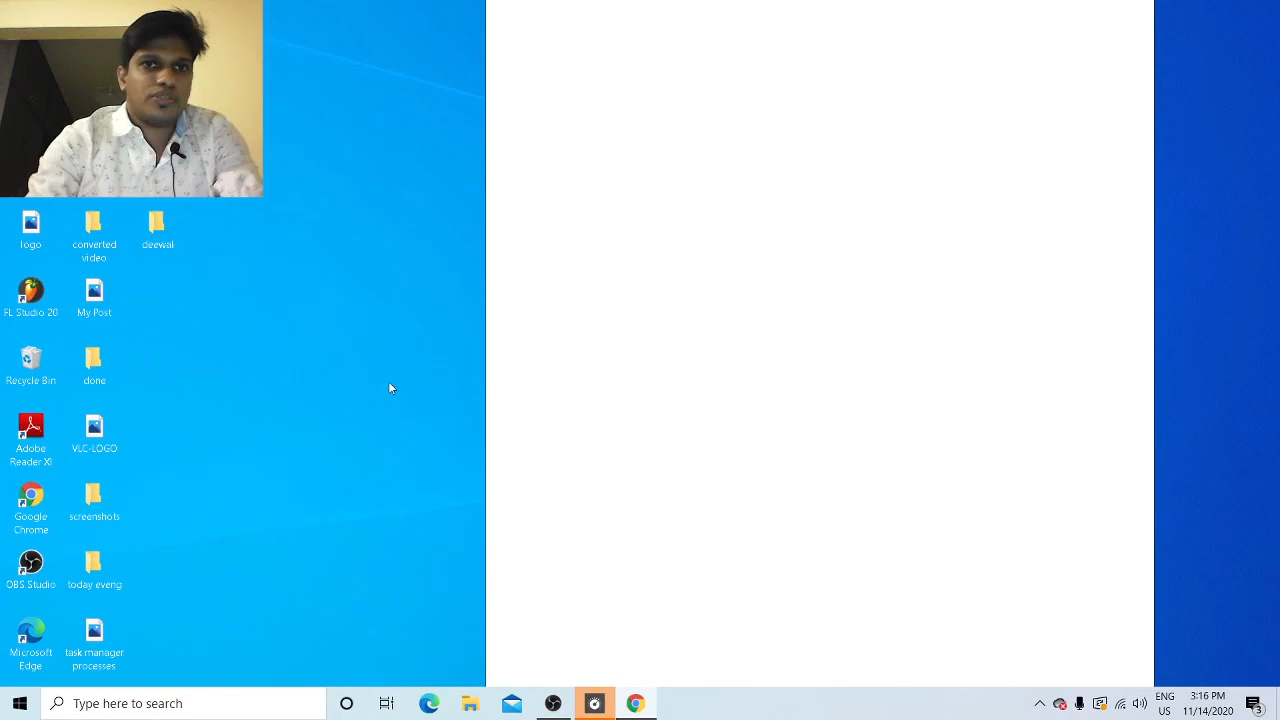 logo
converted
video
deewali
FL Studio 20
My Post
Recycle Bin
done
Adobe
Reader XI
VLC-LOGO
Google
Chrome
screenshots
OBS Studio
today eveng
Microsoft
Edge
task manager
processes
Type here to search
ENG
US
3:16 PM
11/14/2020
3